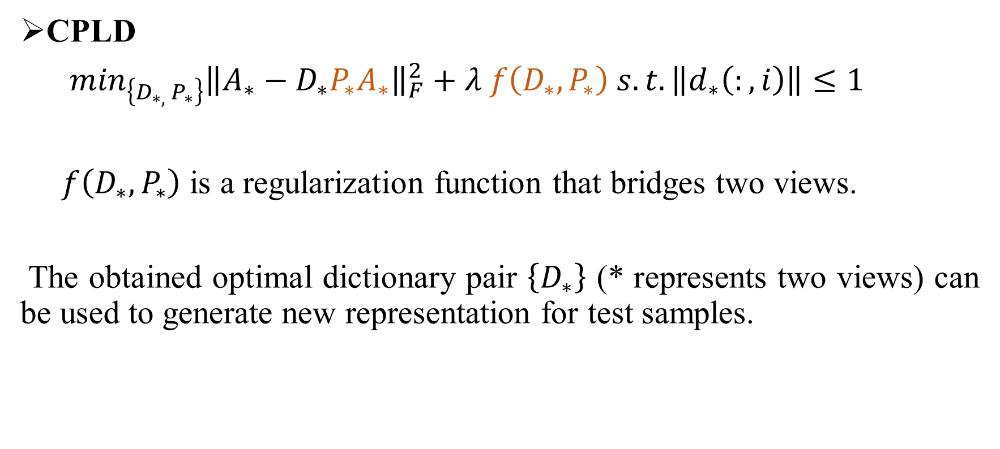 ➢CPLD
min_{D_*, P_*}‖A_* − D_*P_*A_*‖_F^2 + λ f(D_*, P_*) s.t.‖d_*(:,i)‖ ≤ 1
f(D_*, P_*) is a regularization function that bridges two views.
The obtained optimal dictionary pair {D_*} (* represents two views) can
be used to generate new representation for test samples.